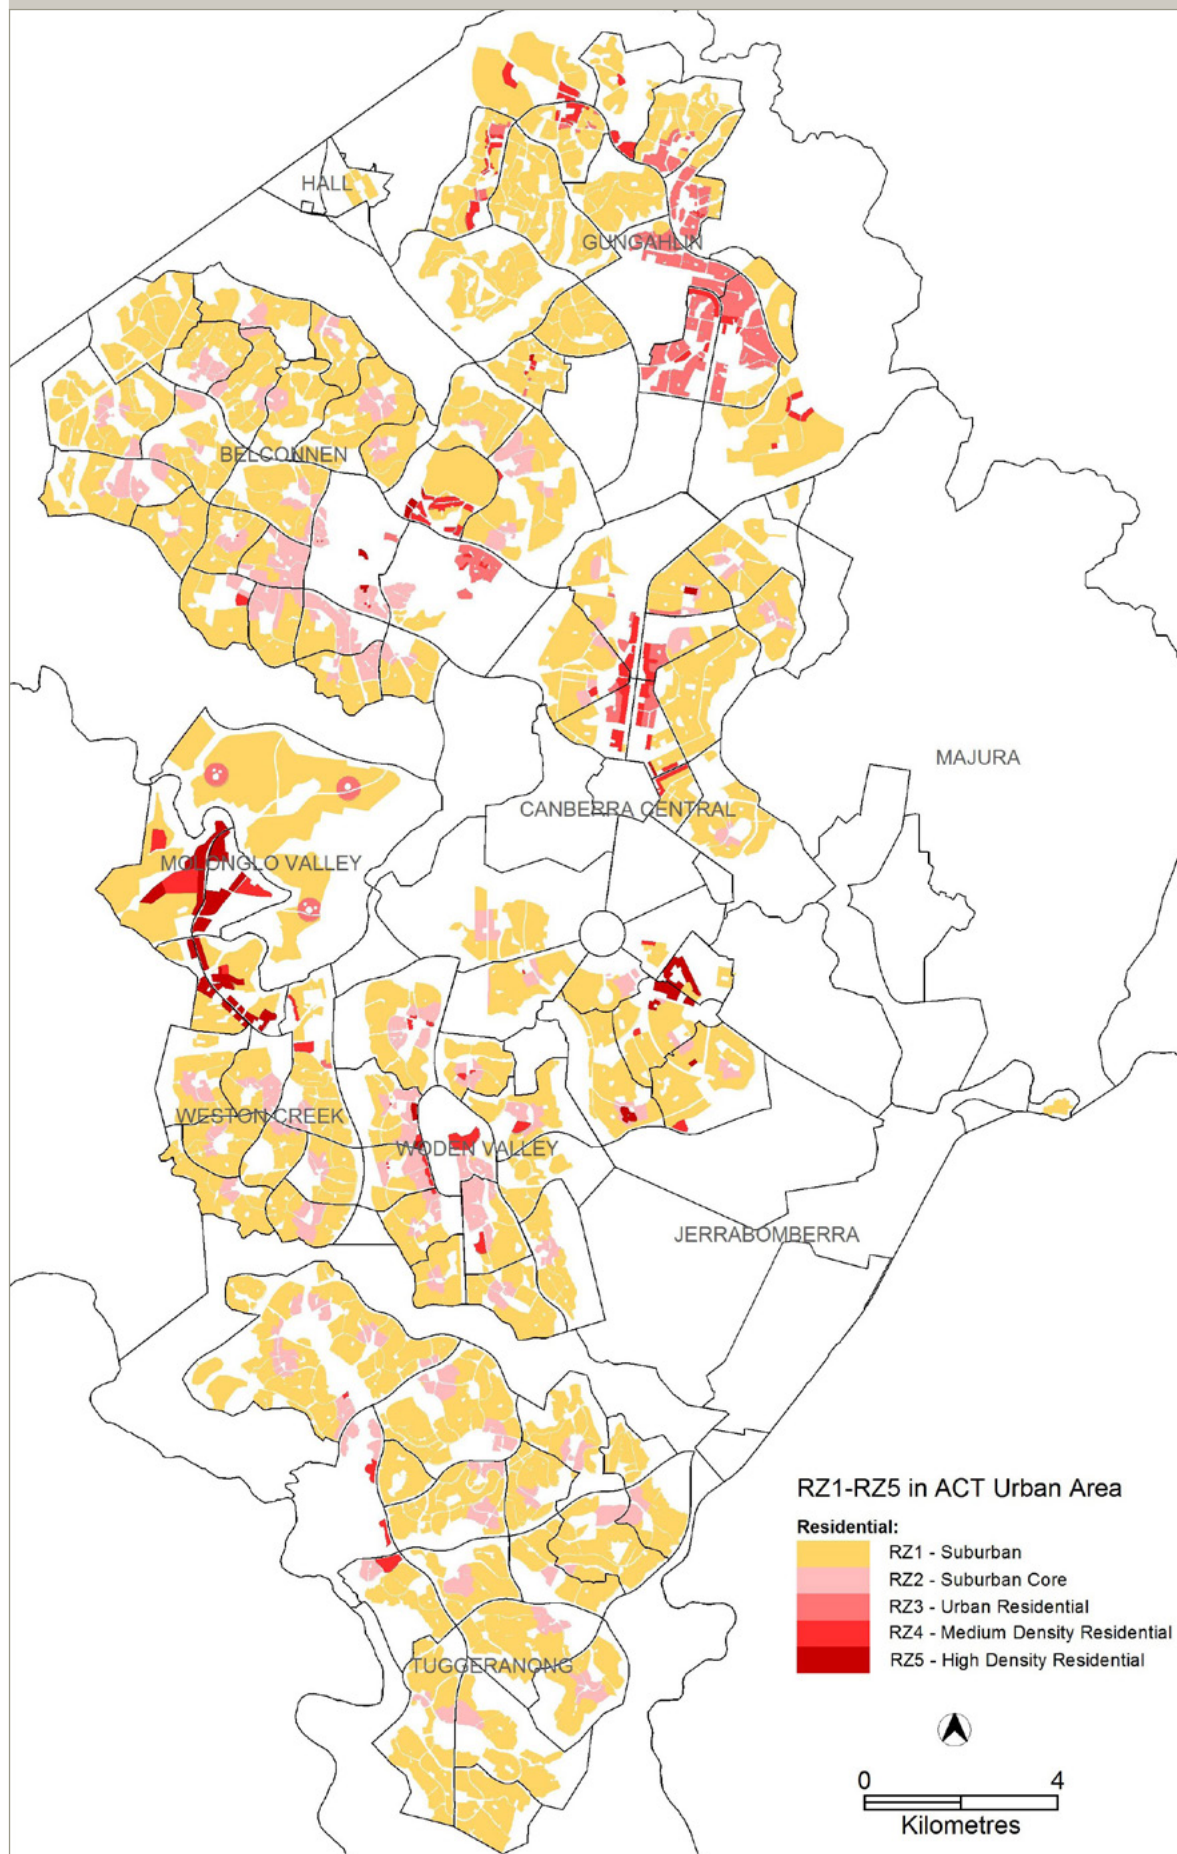 HALL
GUNGAHLIN
BELCONNEN
MAJURA
CANBERRA CENTRAL
MOLONGLO VALLEY
WESTON CREEK
WODEN VALLEY
JERRABOMBERRA
TUGGERANONG
RZ1-RZ5 in ACT Urban Area
Residential:
RZ1 - Suburban
RZ2 - Suburban Core
RZ3 - Urban Residential
RZ4 - Medium Density Residential
RZ5 - High Density Residential
0 4
Kilometres